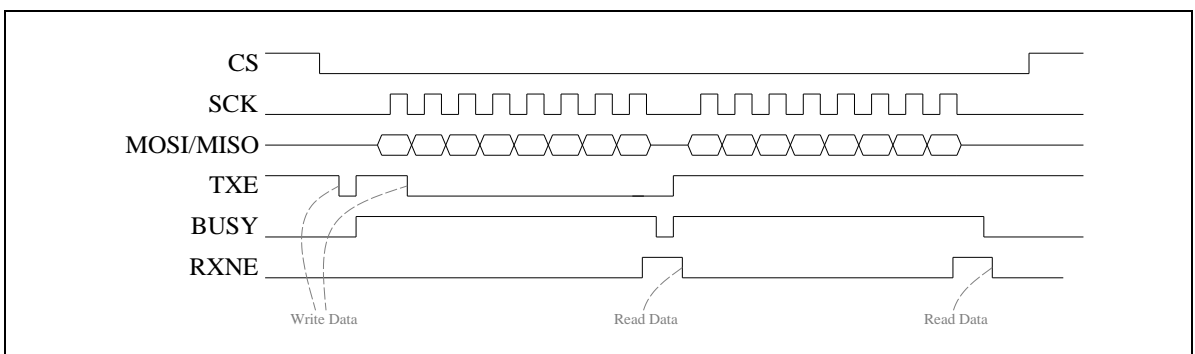 CS
SCK
MOSI/MISO
TXE
BUSY
RXNE
Write Data Read Data Read Data